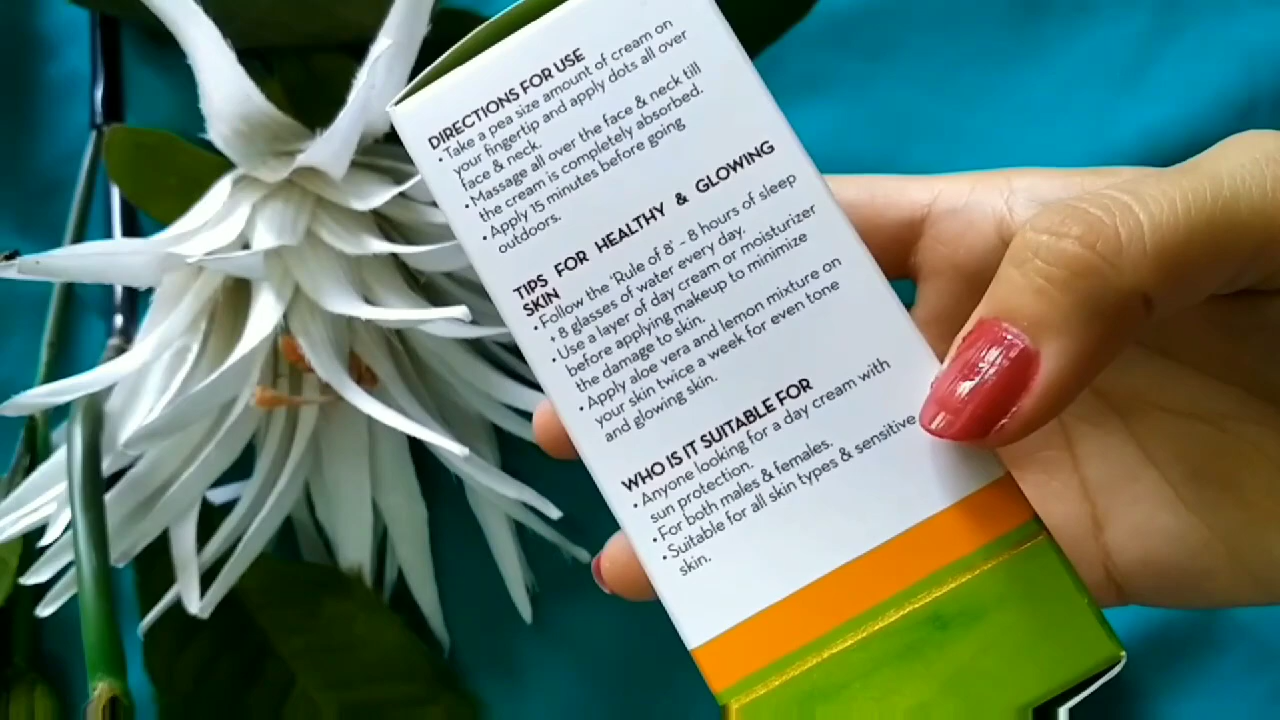 DIRECTIONS FOR USE
• Take a pea size amount of cream on
your fingertip and apply dots all over
face & neck.
• Massage all over the face & neck till
the cream is completely absorbed.
• Apply 15 minutes before going
outdoors.
TIPS FOR HEALTHY & GLOWING
SKIN
• Follow the 'Rule of 8' - 8 hours of sleep
+ 8 glasses of water every day.
• Use a layer of day cream or moisturizer
before applying makeup to minimize
the damage to skin.
• Apply aloe vera and lemon mixture on
your skin twice a week for even tone
and glowing skin.
WHO IS IT SUITABLE FOR
• Anyone looking for a day cream with
sun protection.
• For both males & females.
• Suitable for all skin types & sensitive
skin.